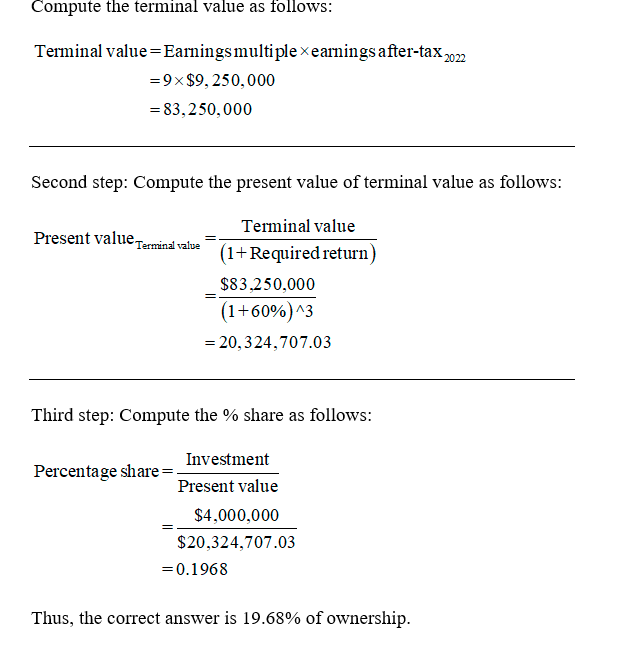 Compute the terminal value as follows:
Terminal value = Earnings multiple × earnings after-tax 2022
= 9 × $9, 250, 000
= 83, 250, 000
Second step: Compute the present value of terminal value as follows:
Present value Terminal value = Terminal value / (1 + Required return)
= $83,250,000 / (1+60%)^3
= 20,324,707.03
Third step: Compute the % share as follows:
Percentage share = Investment / Present value
= $4,000,000 / $20,324,707.03
= 0.1968
Thus, the correct answer is 19.68% of ownership.